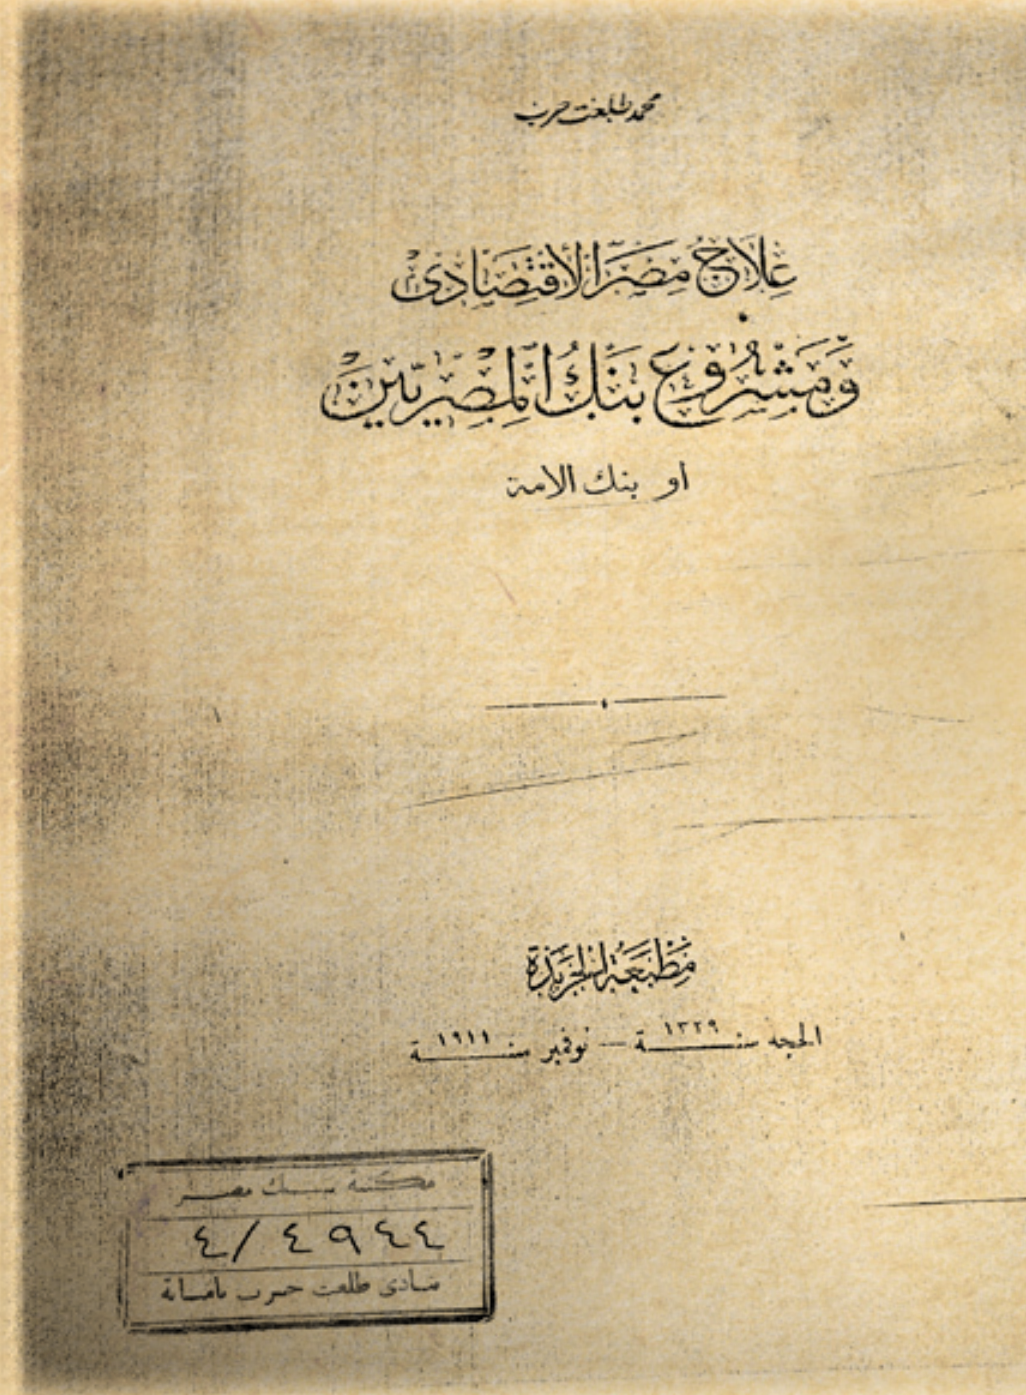 محمد طلعت حرب
علاج مصر الاقتصادى
ومشروع بنك المصريين
او بنك الامة
مطبعة الجريدة
الحجه سنة ١٣٢٩ — نوفمبر سنة ١٩١١
مكتبة بنك مصر
٤/٤٩٤٤
نادى طلعت حرب